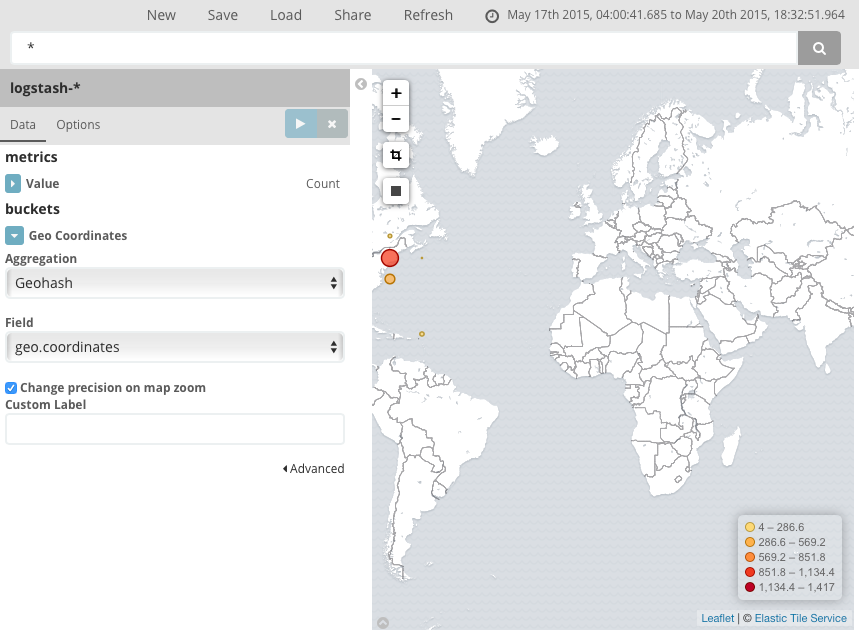 New Save Load Share Refresh May 17th 2015, 04:00:41.685 to May 20th 2015, 18:32:51.964
*
logstash-*
Data Options
metrics
Value Count
buckets
Geo Coordinates
Aggregation
Geohash
Field
geo.coordinates
Change precision on map zoom
Custom Label
Advanced
+
−
4 – 286.6
286.6 – 569.2
569.2 – 851.8
851.8 – 1,134.4
1,134.4 – 1,417
Leaflet | © Elastic Tile Service